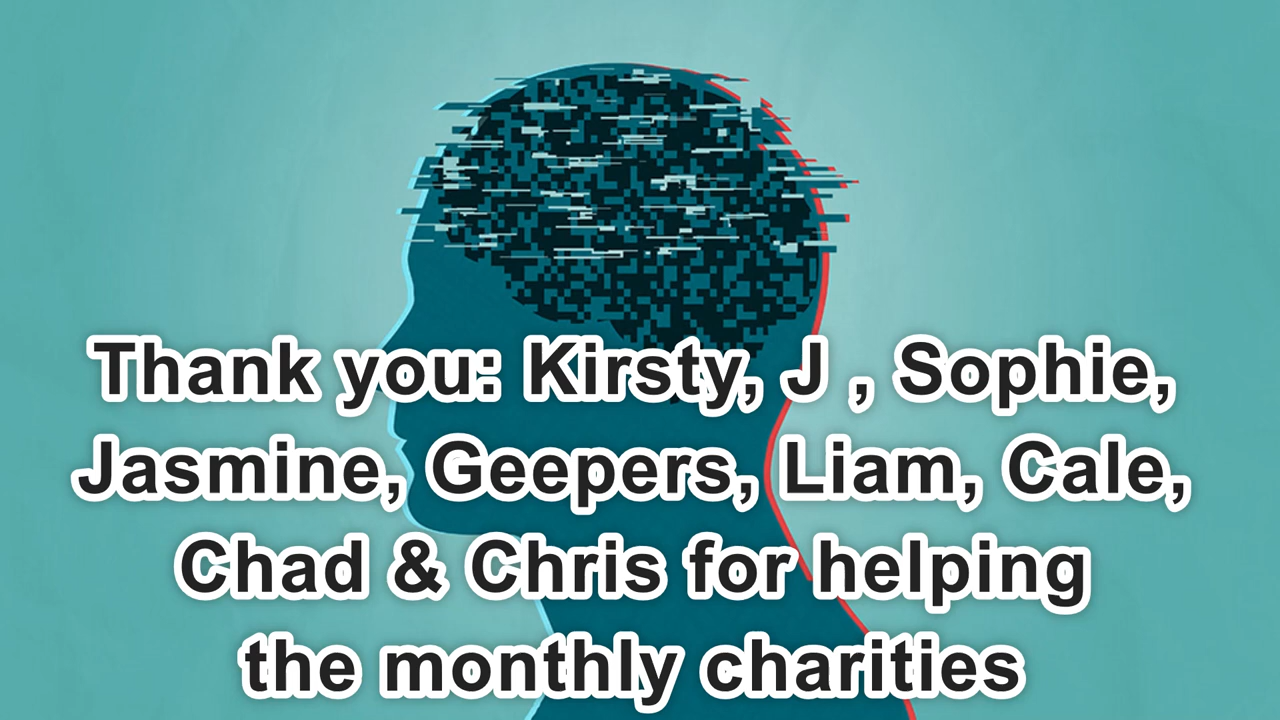 Thank you: Kirsty, J , Sophie,
Jasmine, Geepers, Liam, Cale,
Chad & Chris for helping
the monthly charities